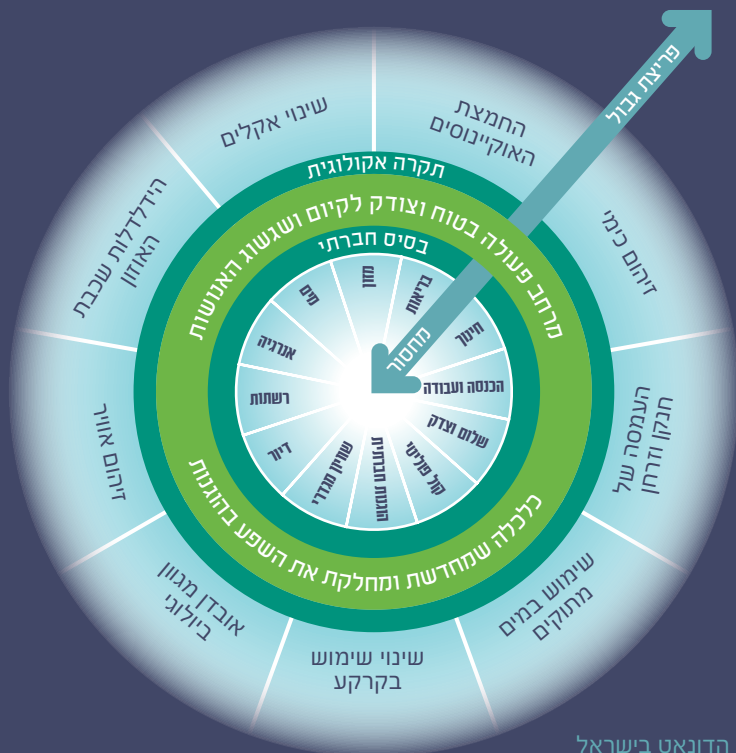 פריצת גבול
החמצת
האוקיינוסים
זיהום כימי
העמסה של
חנקן וזרחן
שימוש במים
מתוקים
שינוי שימוש
בקרקע
אובדן מגוון
ביולוגי
זיהום אוויר
הידלדלות שכבת
האוזון
שינוי אקלים
תקרה אקולוגית
מרחב פעולה בטוח וצודק לקיום ושגשוג האנושות
כלכלה שמחדשת ומחלקת את השפע בהוגנות
בסיס חברתי
מזון
בריאות
חינוך
הכנסה ועבודה
שלום וצדק
קול פוליטי
הוגנות חברתית
שוויון מגדרי
דיור
רשתות
אנרגיה
מים
מחסור
הדונאט בישראל